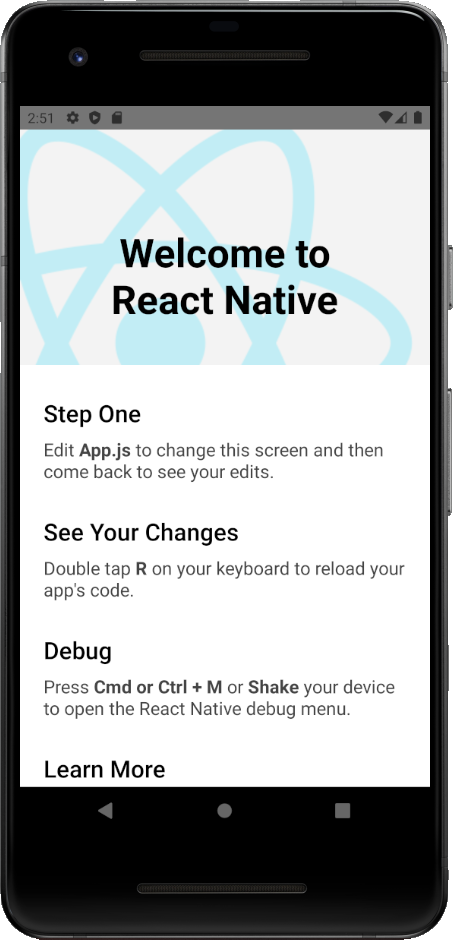 2:51
Welcome to
React Native
Step One
Edit App.js to change this screen and then
come back to see your edits.
See Your Changes
Double tap R on your keyboard to reload your
app's code.
Debug
Press Cmd or Ctrl + M or Shake your device
to open the React Native debug menu.
Learn More